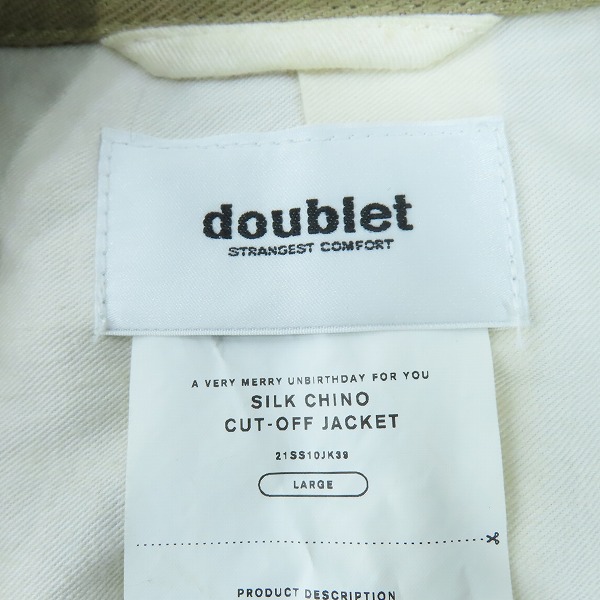 doublet
STRANGEST COMFORT
A VERY MERRY UNBIRTHDAY FOR YOU
SILK CHINO
CUT-OFF JACKET
21SS10JK39
LARGE
PRODUCT DESCRIPTION